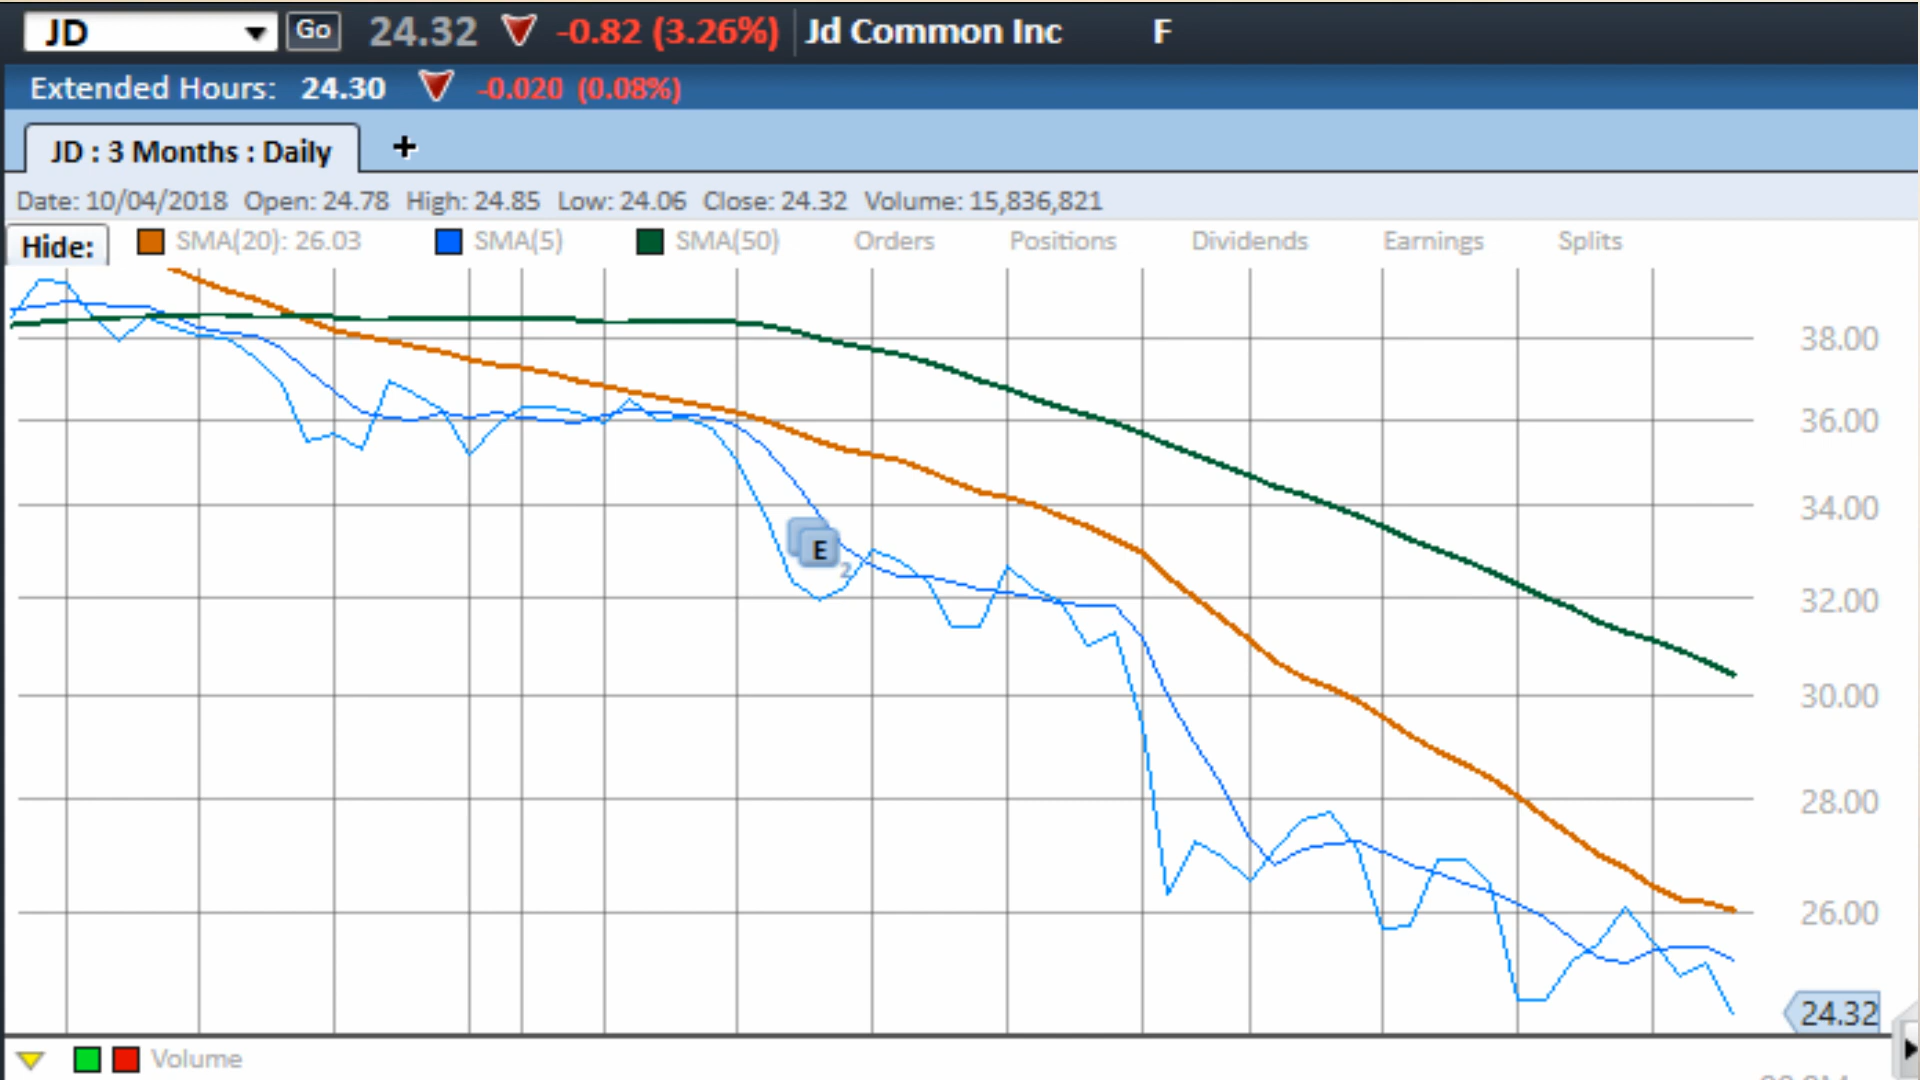 JD Go 24.32 -0.82 (3.26%) Jd Common Inc F
Extended Hours: 24.30 -0.020 (0.08%)
JD : 3 Months : Daily +
Date: 10/04/2018 Open: 24.78 High: 24.85 Low: 24.06 Close: 24.32 Volume: 15,836,821
Hide: SMA(20): 26.03 SMA(5) SMA(50) Orders Positions Dividends Earnings Splits
38.00
36.00
34.00
E
2
32.00
30.00
28.00
26.00
24.32
Volume